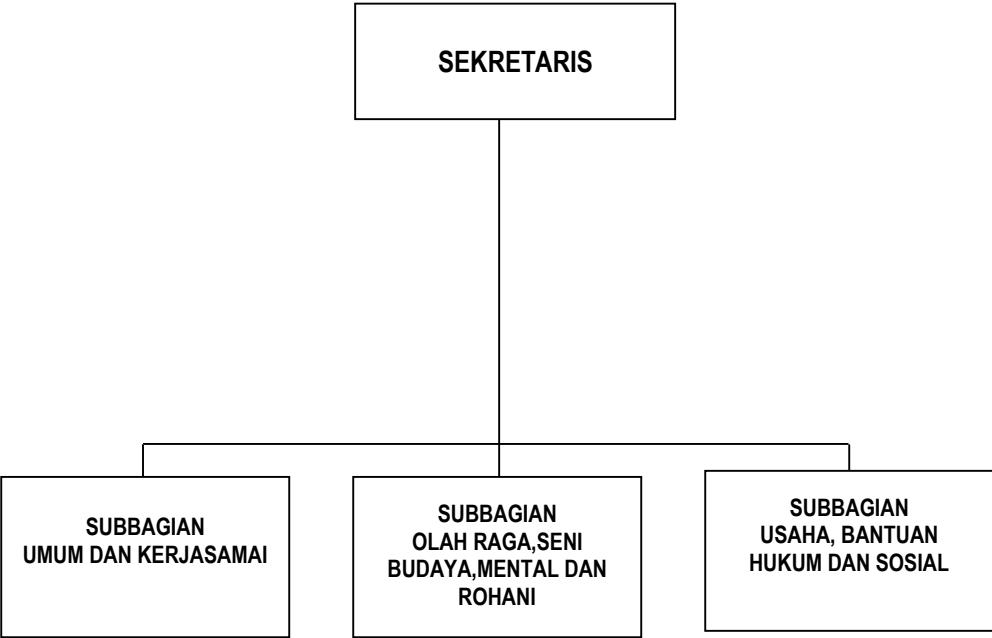 SEKRETARIS
SUBBAGIAN
UMUM DAN KERJASAMAI
SUBBAGIAN
OLAH RAGA,SENI
BUDAYA,MENTAL DAN
ROHANI
SUBBAGIAN
USAHA, BANTUAN
HUKUM DAN SOSIAL